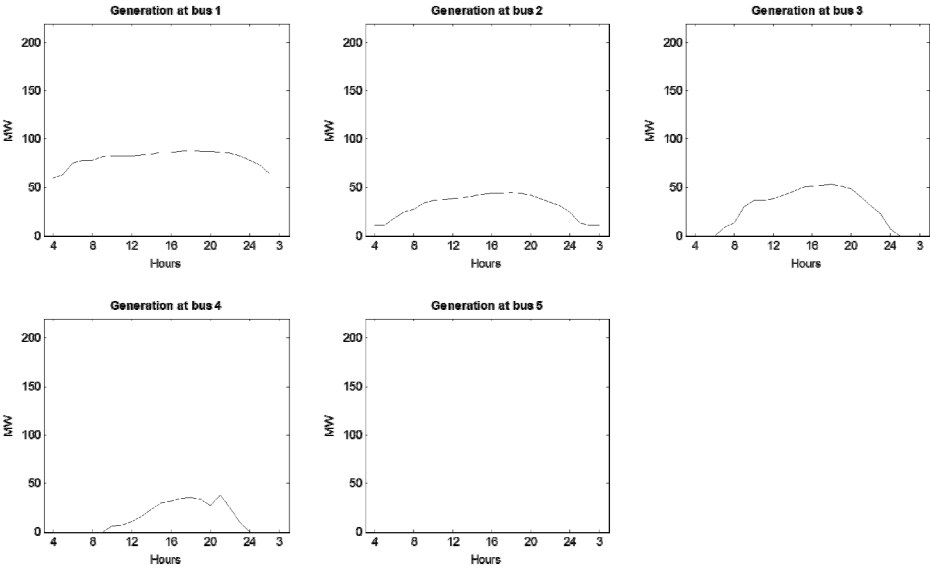 Generation at bus 1
200
150
100
50
0
MW
4 8 12 16 20 24 3
Hours
Generation at bus 2
200
150
100
50
0
MW
4 8 12 16 20 24 3
Hours
Generation at bus 3
200
150
100
50
0
MW
4 8 12 16 20 24 3
Hours
Generation at bus 4
200
150
100
50
0
MW
4 8 12 16 20 24 3
Hours
Generation at bus 5
200
150
100
50
0
MW
4 8 12 16 20 24 3
Hours